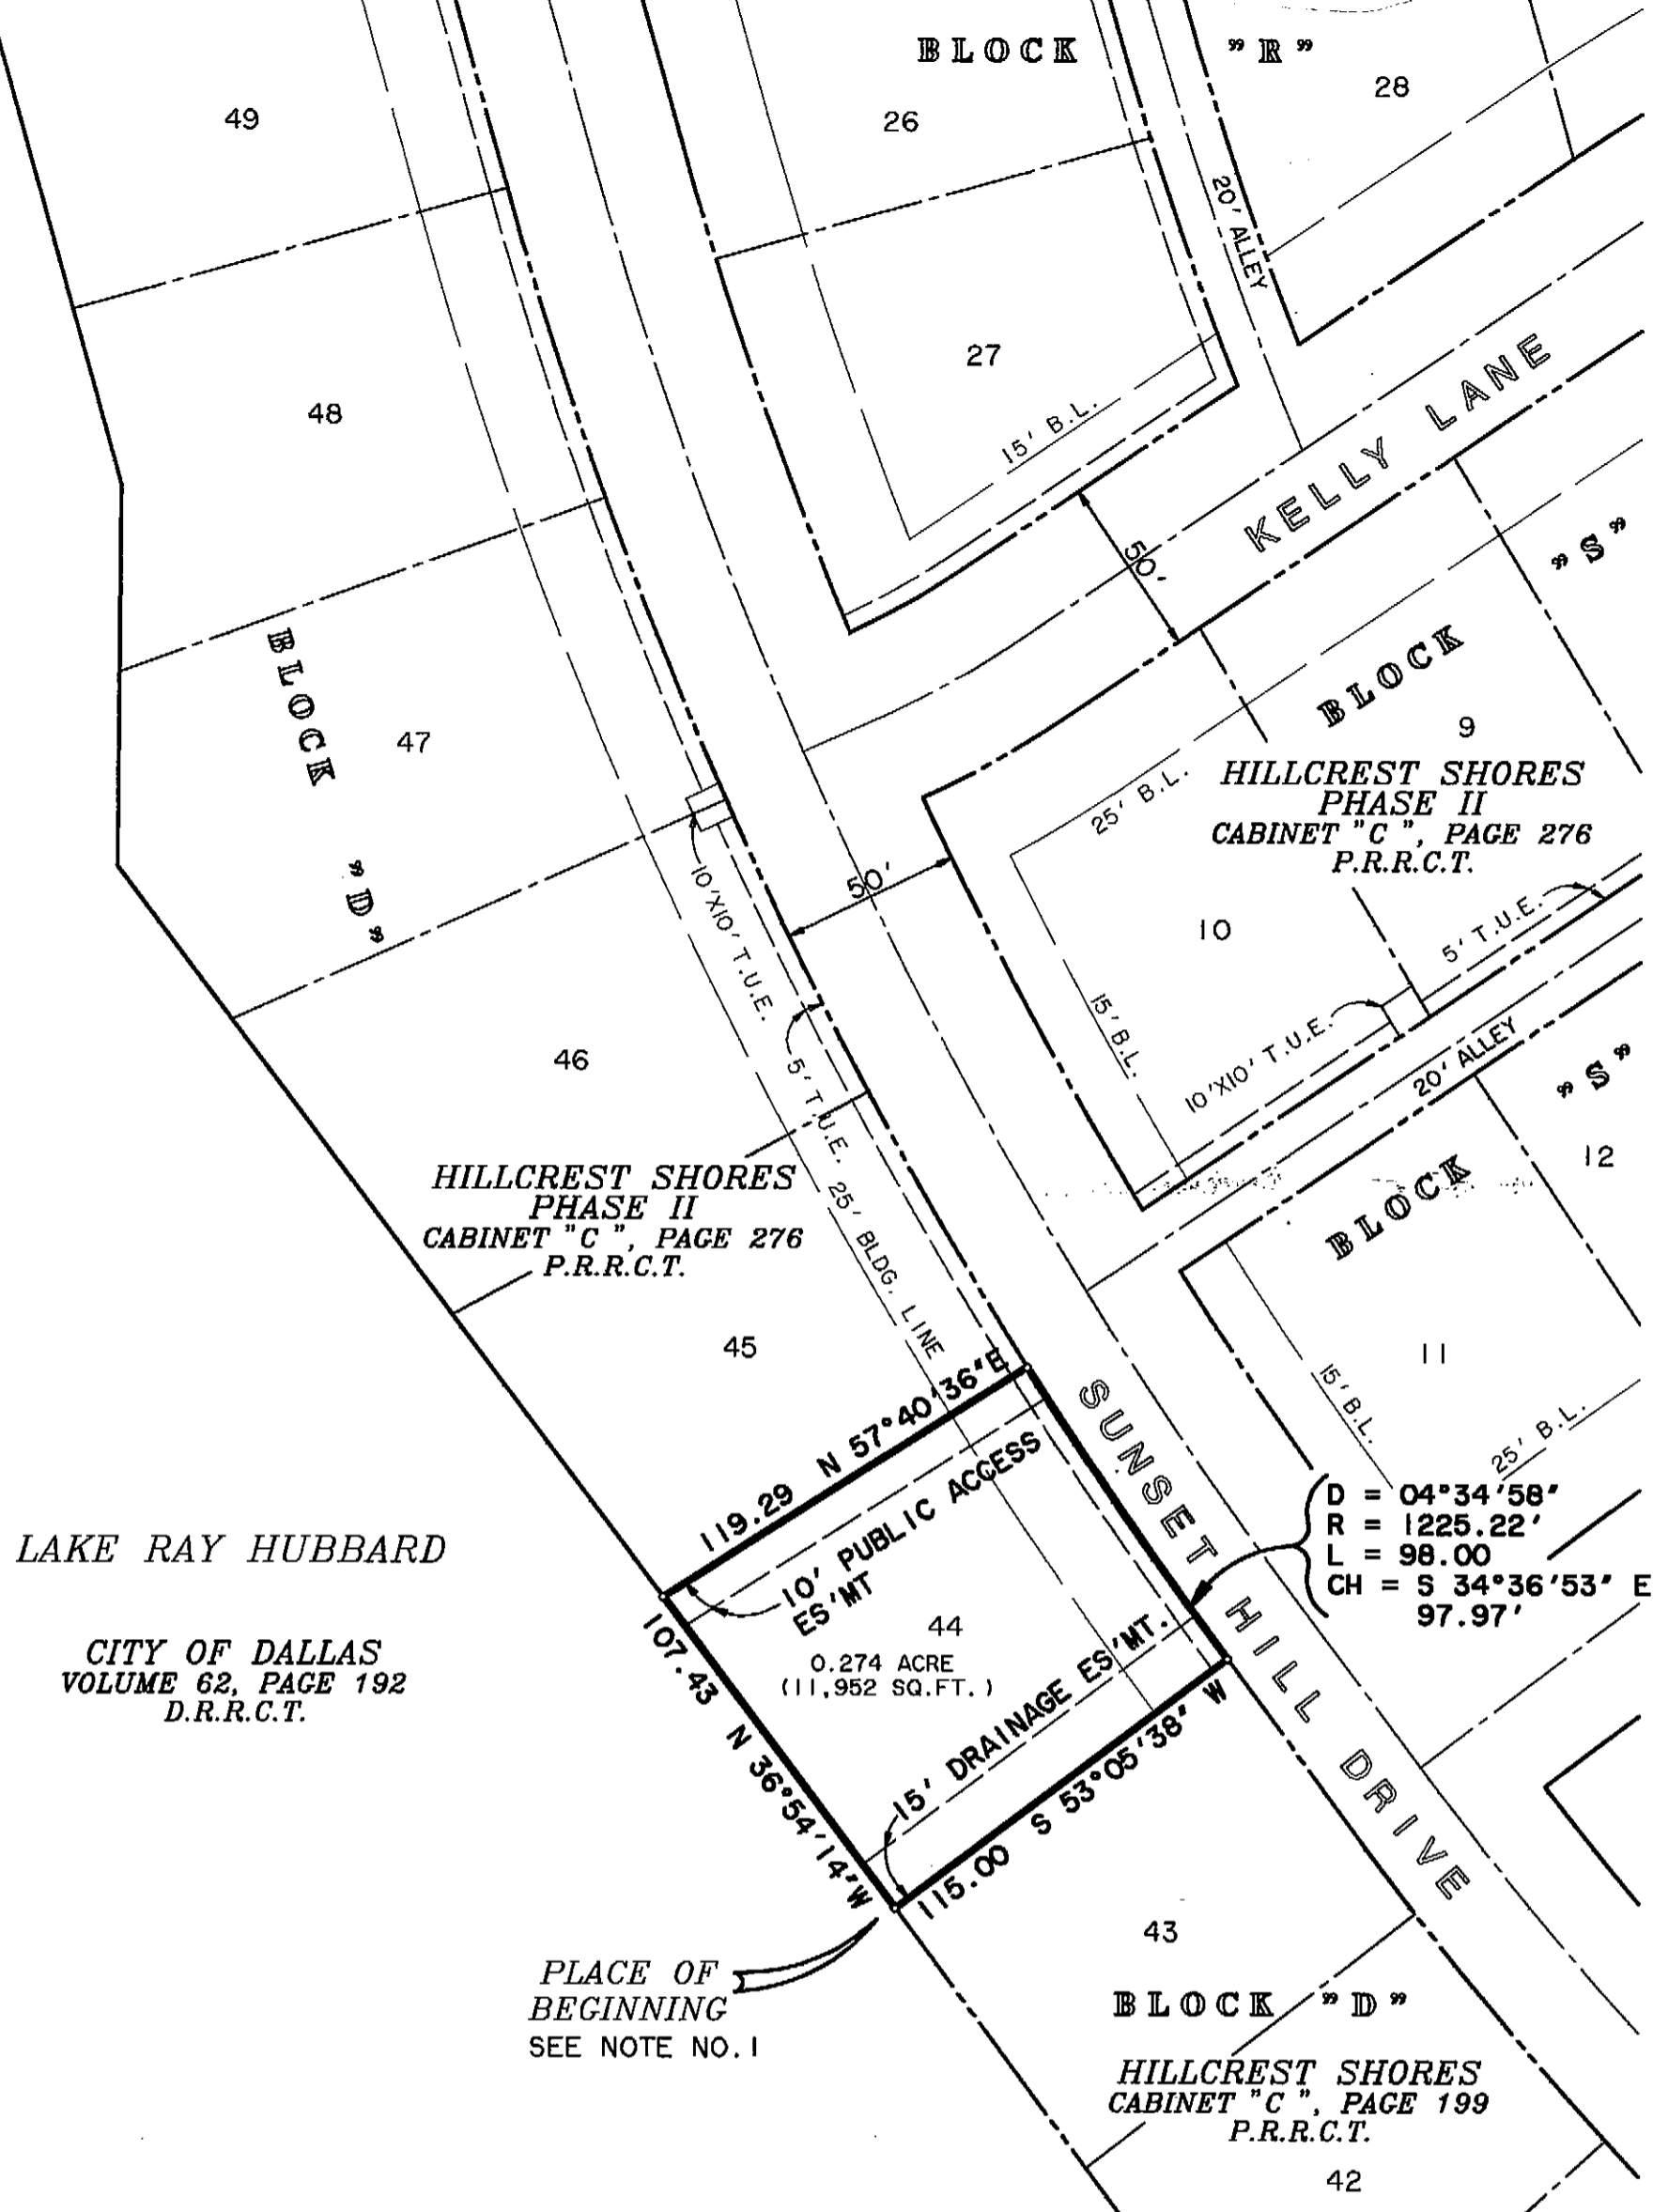 BLOCK "R"
49
26
28
20' ALLEY
27
48
15' B.L.
KELLY LANE
50'
"S"
BLOCK
9
HILLCREST SHORES
PHASE II
CABINET "C", PAGE 276
P.R.R.C.T.
BLOCK "D"
47
25' B.L.
50'
10'X10' T.U.E.
10
5' T.U.E.
15' B.L.
10'X10' T.U.E.
20' ALLEY
"S"
46
5' T.U.E.
12
BLOCK
HILLCREST SHORES
PHASE II
CABINET "C", PAGE 276
P.R.R.C.T.
25' BLDG. LINE
45
11
15' B.L.
25' B.L.
SUNSET HILL DRIVE
119.29 N 57°40'36"E
10' PUBLIC ACCESS
ES'MT
D = 04°34'58"
R = 1225.22'
L = 98.00
CH = S 34°36'53" E
97.97'
LAKE RAY HUBBARD
CITY OF DALLAS
VOLUME 62, PAGE 192
D.R.R.C.T.
44
0.274 ACRE
(11,952 SQ.FT.)
107.43 N 36°54'14"W
15' DRAINAGE ES'MT.
115.00 S 53°05'38" W
43
PLACE OF
BEGINNING
SEE NOTE NO.1
BLOCK "D"
HILLCREST SHORES
CABINET "C", PAGE 199
P.R.R.C.T.
42